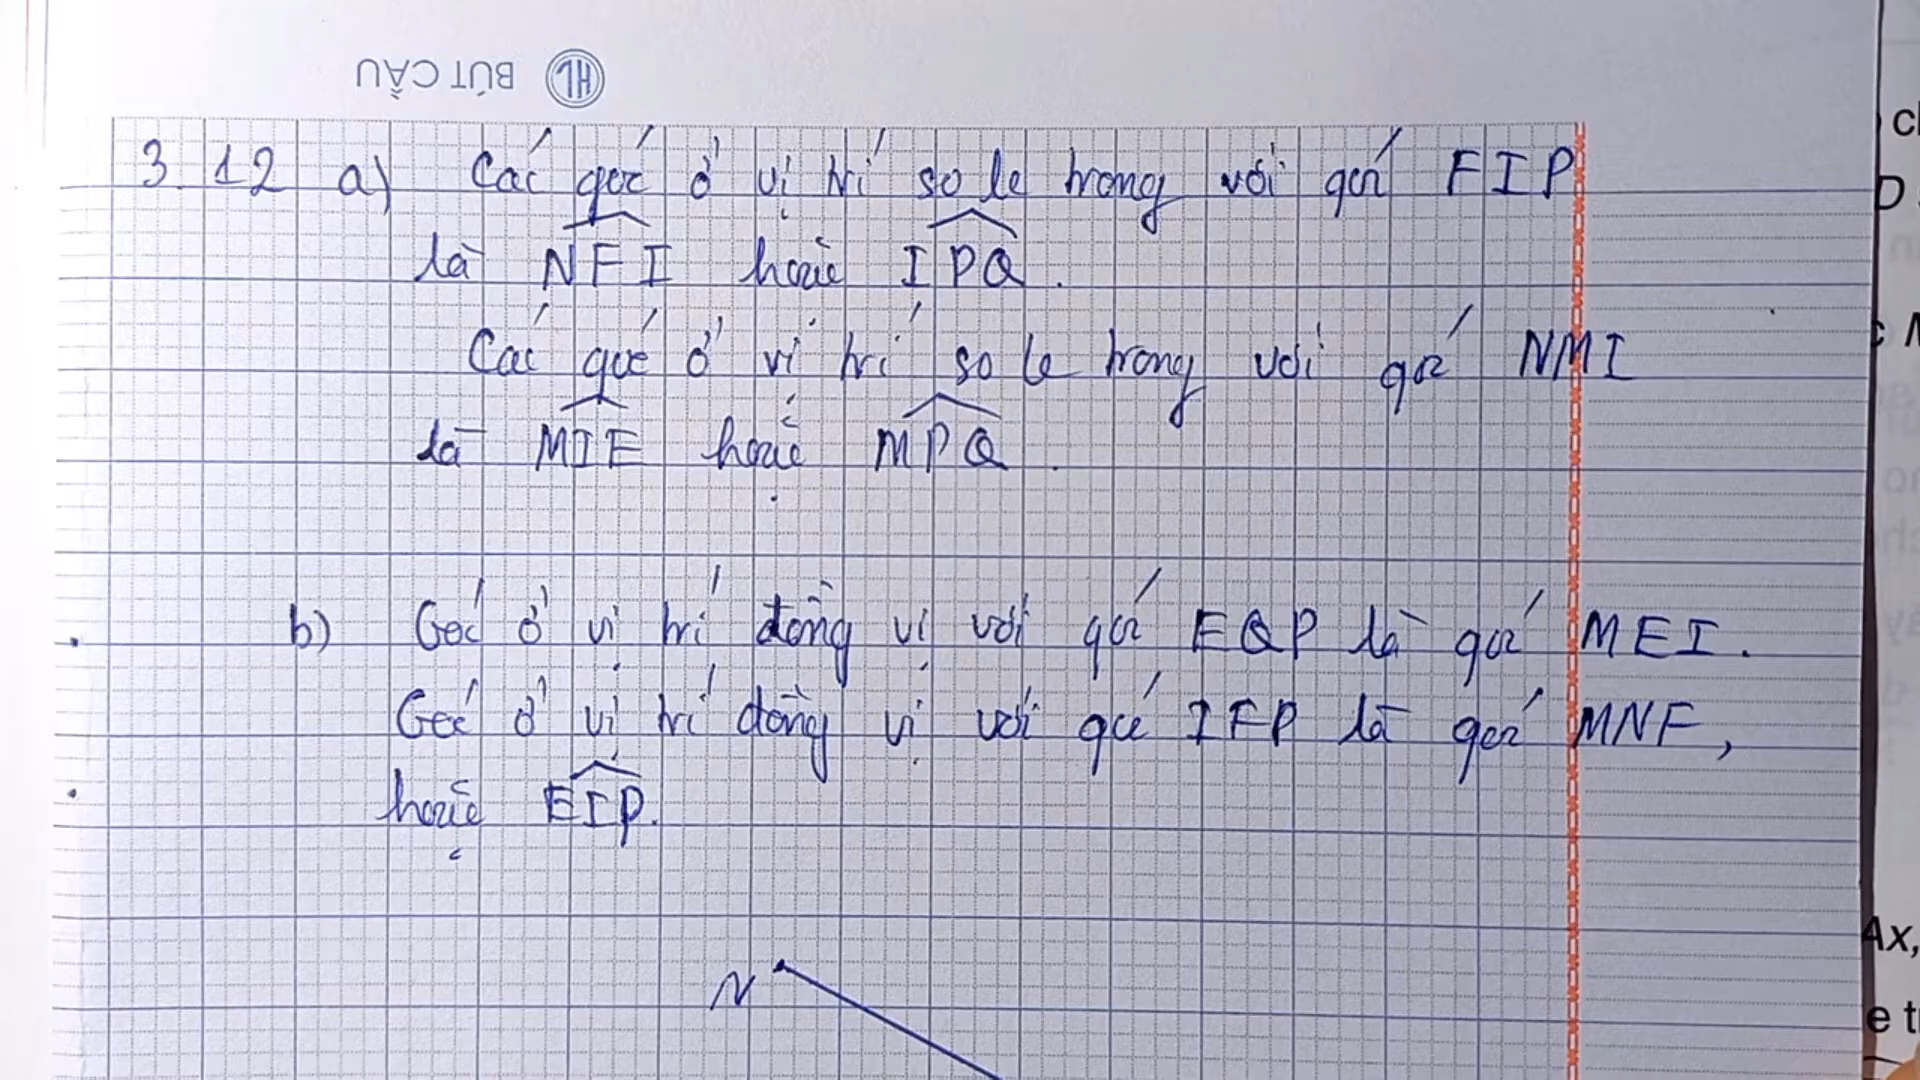 BÚT CẦU HL
3.12 a) Các góc ở vị trí so le trong với góc FIP
là NFI hoặc IPQ.
Các góc ở vị trí so le trong với góc NMI
là MIE hoặc MPQ.
b) Góc ở vị trí đồng vị với góc EQP là góc MEI.
Góc ở vị trí đồng vị với góc IFP là góc MNF,
hoặc EIP.
N
D
Ax,
e t